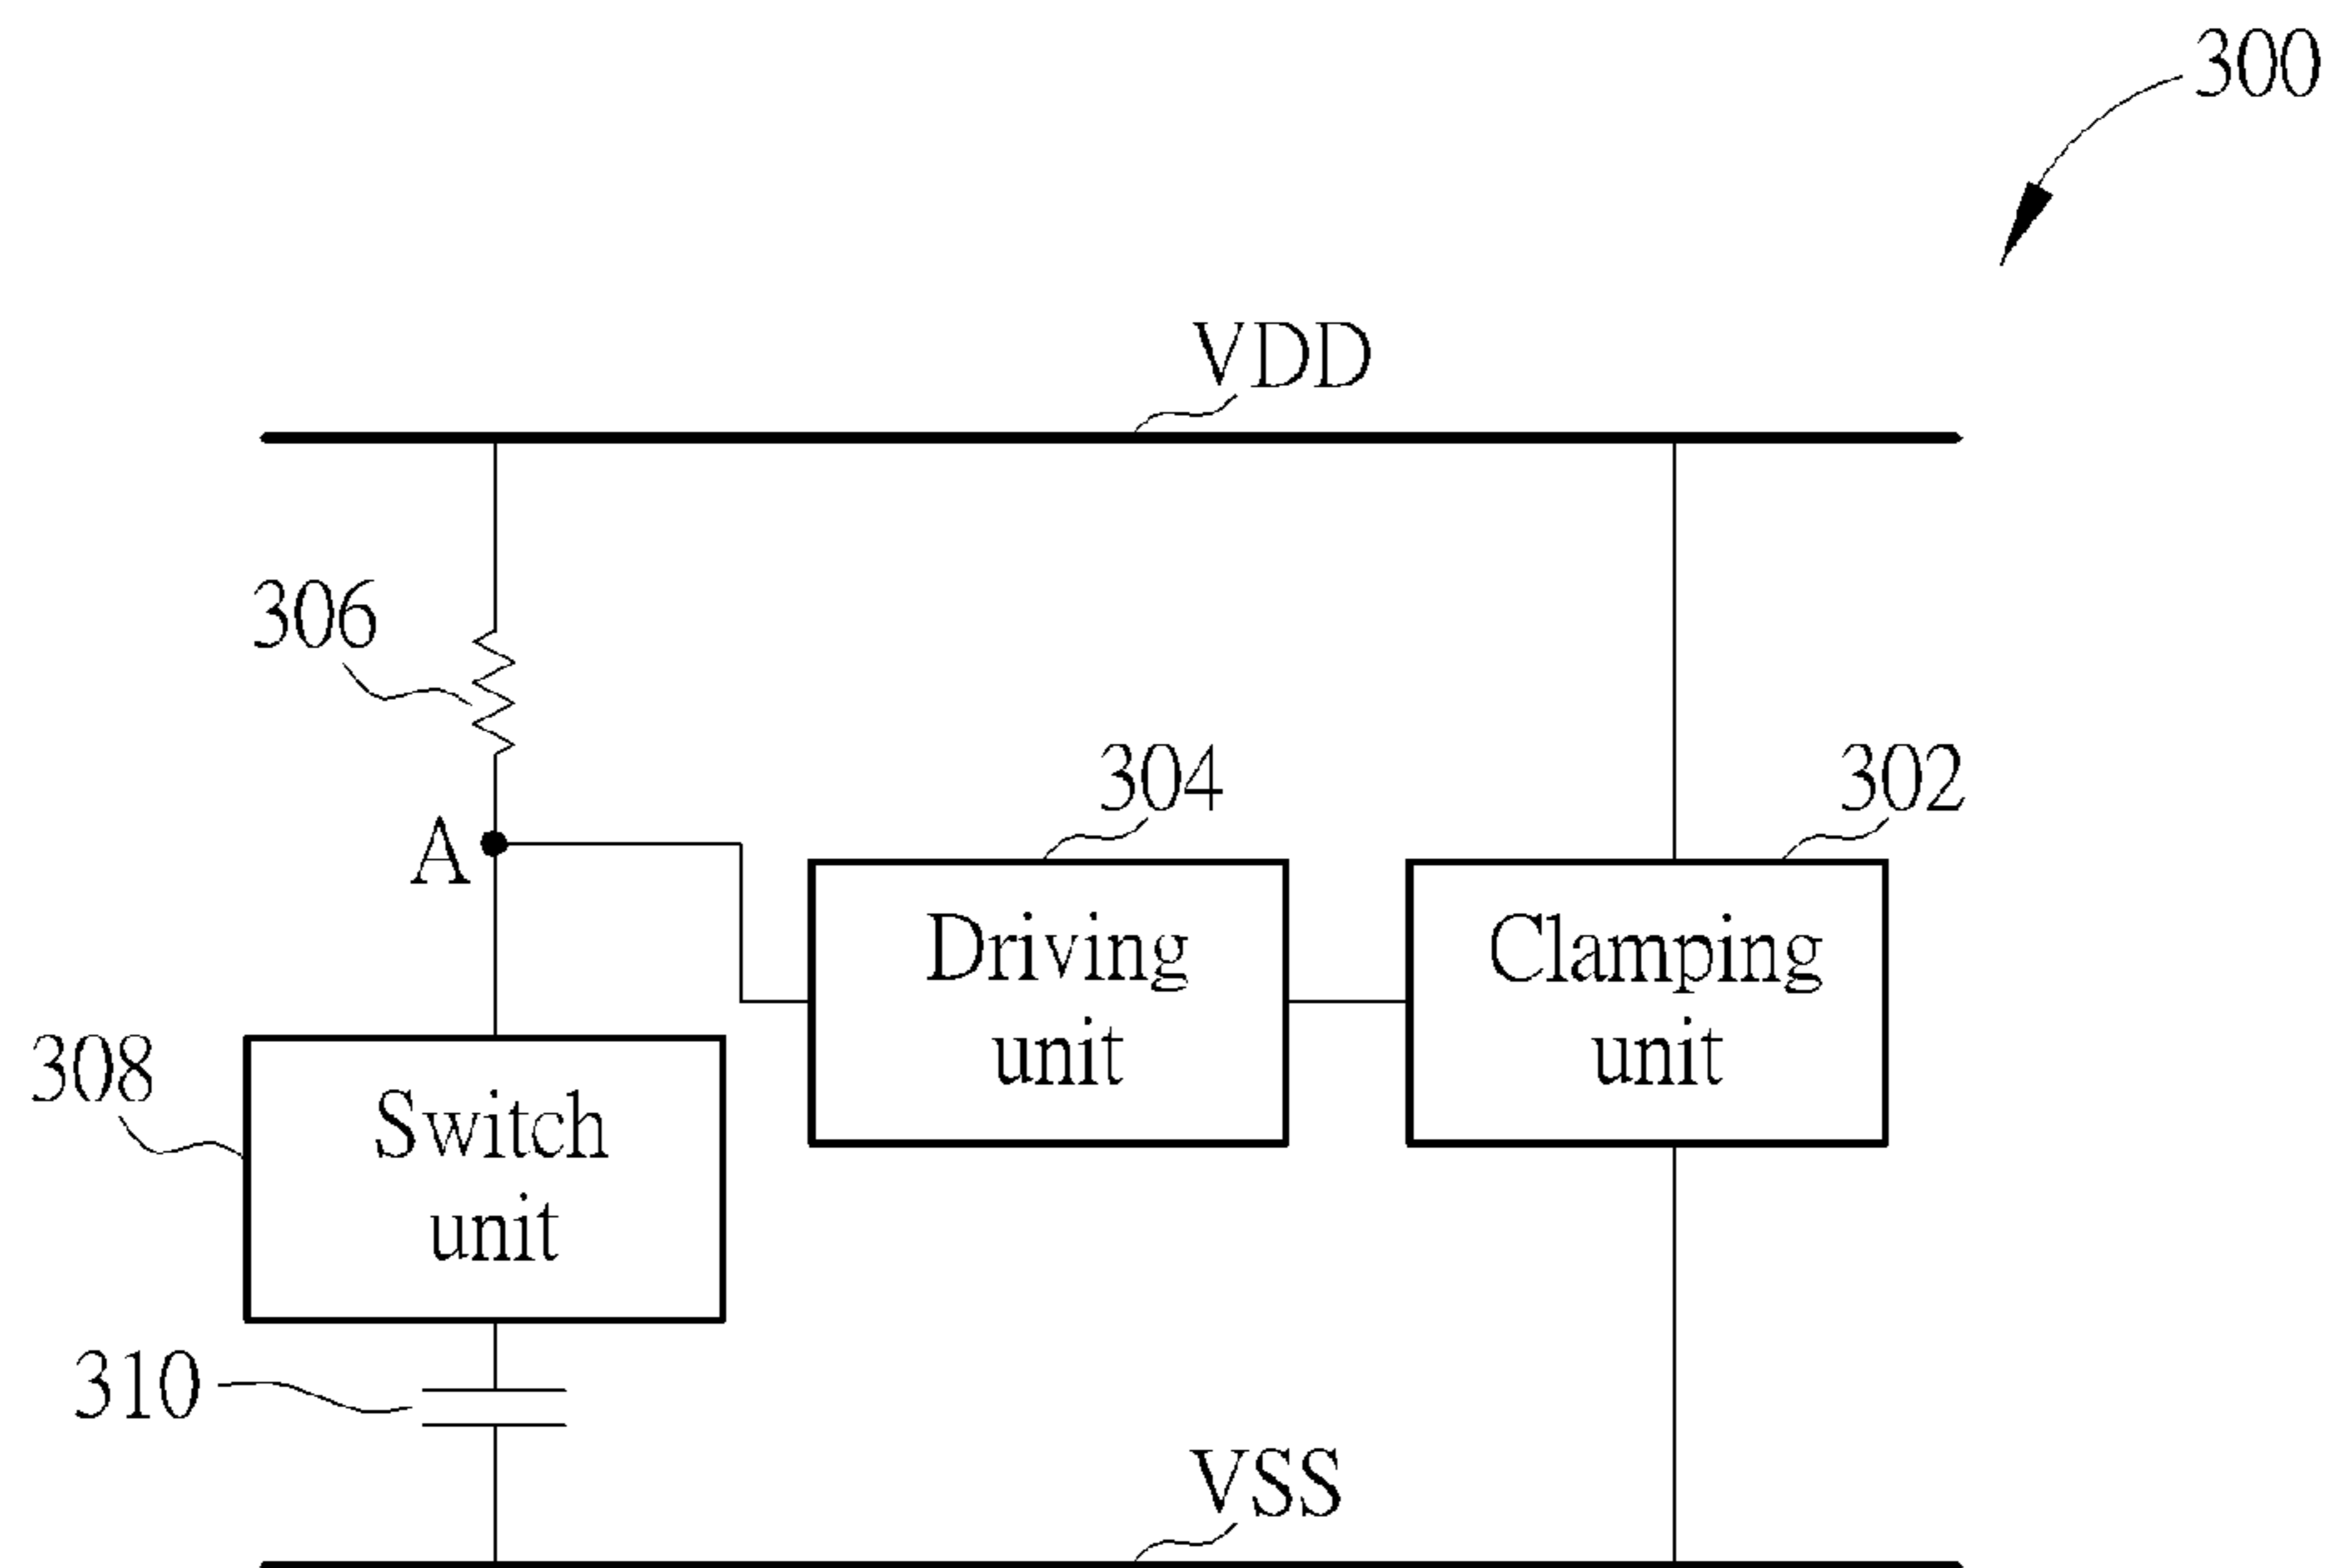 300
VDD
306
304
302
A
Driving
unit
Clamping
unit
308
Switch
unit
310
VSS